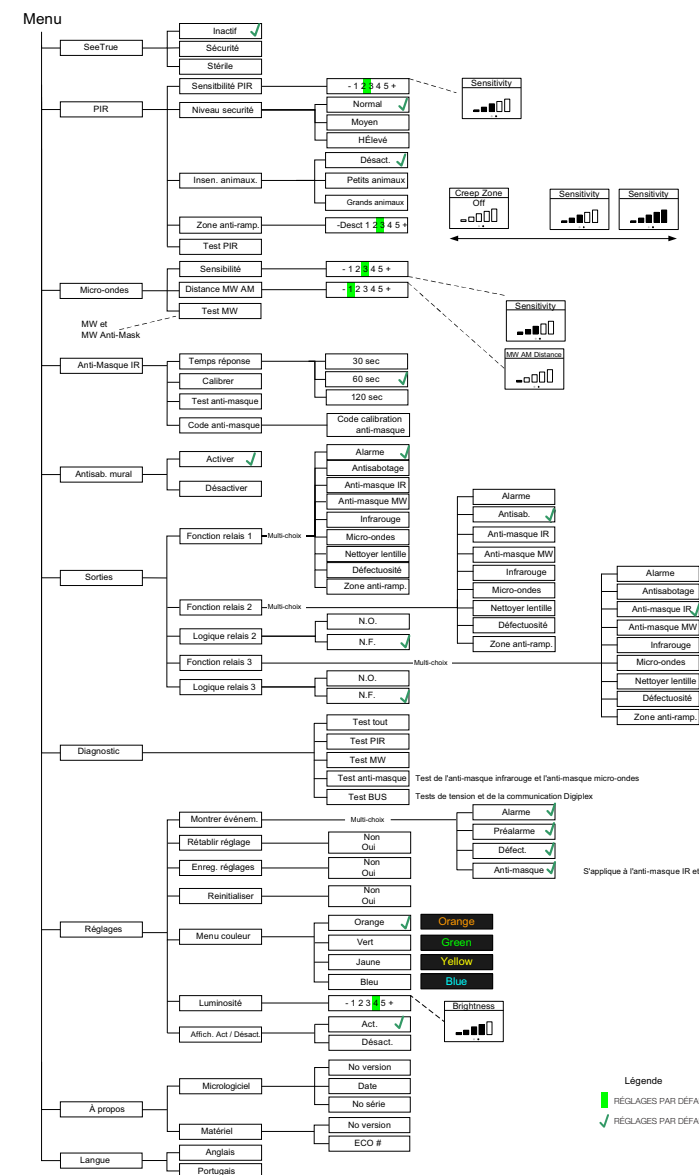 Menu
SeeTrue
Inactif
Sécurité
Stérile
PIR
Sensitbilité PIR
- 1 2 3 4 5 +
Sensitivity
Niveau securité
Normal
Moyen
HÉlevé
Insen. animaux.
Désact.
Petits animaux
Grands animaux
Zone anti-ramp.
-Desct 1 2 3 4 5 +
Creep Zone
Off
Sensitivity
Sensitivity
Test PIR
Micro-ondes
Sensibilité
- 1 2 3 4 5 +
Distance MW AM
- 1 2 3 4 5 +
Test MW
MW et
MW Anti-Mask
Sensitivity
MW AM Distance
Anti-Masque IR
Temps réponse
30 sec
60 sec
120 sec
Calibrer
Test anti-masque
Code anti-masque
Code calibration
anti-masque
Antisab. mural
Activer
Désactiver
Sorties
Fonction relais 1
Multi-choix
Alarme
Antisabotage
Anti-masque IR
Anti-masque MW
Infrarouge
Micro-ondes
Nettoyer lentille
Défectuosité
Zone anti-ramp.
Fonction relais 2
Multi-choix
Alarme
Antisab.
Anti-masque IR
Anti-masque MW
Infrarouge
Micro-ondes
Nettoyer lentille
Défectuosité
Zone anti-ramp.
Logique relais 2
N.O.
N.F.
Fonction relais 3
Multi-choix
Alarme
Antisabotage
Anti-masque IR
Anti-masque MW
Infrarouge
Micro-ondes
Nettoyer lentille
Défectuosité
Zone anti-ramp.
Logique relais 3
N.O.
N.F.
Diagnostic
Test tout
Test PIR
Test MW
Test anti-masque
Test de l'anti-masque infrarouge et l'anti-masque micro-ondes
Test BUS
Tests de tension et de la communication Digiplex
Réglages
Montrer événem.
Multi-choix
Alarme
Préalarme
Défect.
Anti-masque
S'applique à l'anti-masque IR et
Rétablir réglage
Non
Oui
Enreg. réglages
Non
Oui
Reinitialiser
Non
Oui
Menu couleur
Orange
Orange
Vert
Green
Jaune
Yellow
Bleu
Blue
Luminosité
- 1 2 3 4 5 +
Brightness
Affich. Act / Désact.
Act.
Désact.
À propos
Micrologiciel
No version
Date
No série
Matériel
No version
ECO #
Légende
RÉGLAGES PAR DÉFA
RÉGLAGES PAR DÉFA
Langue
Anglais
Portugais